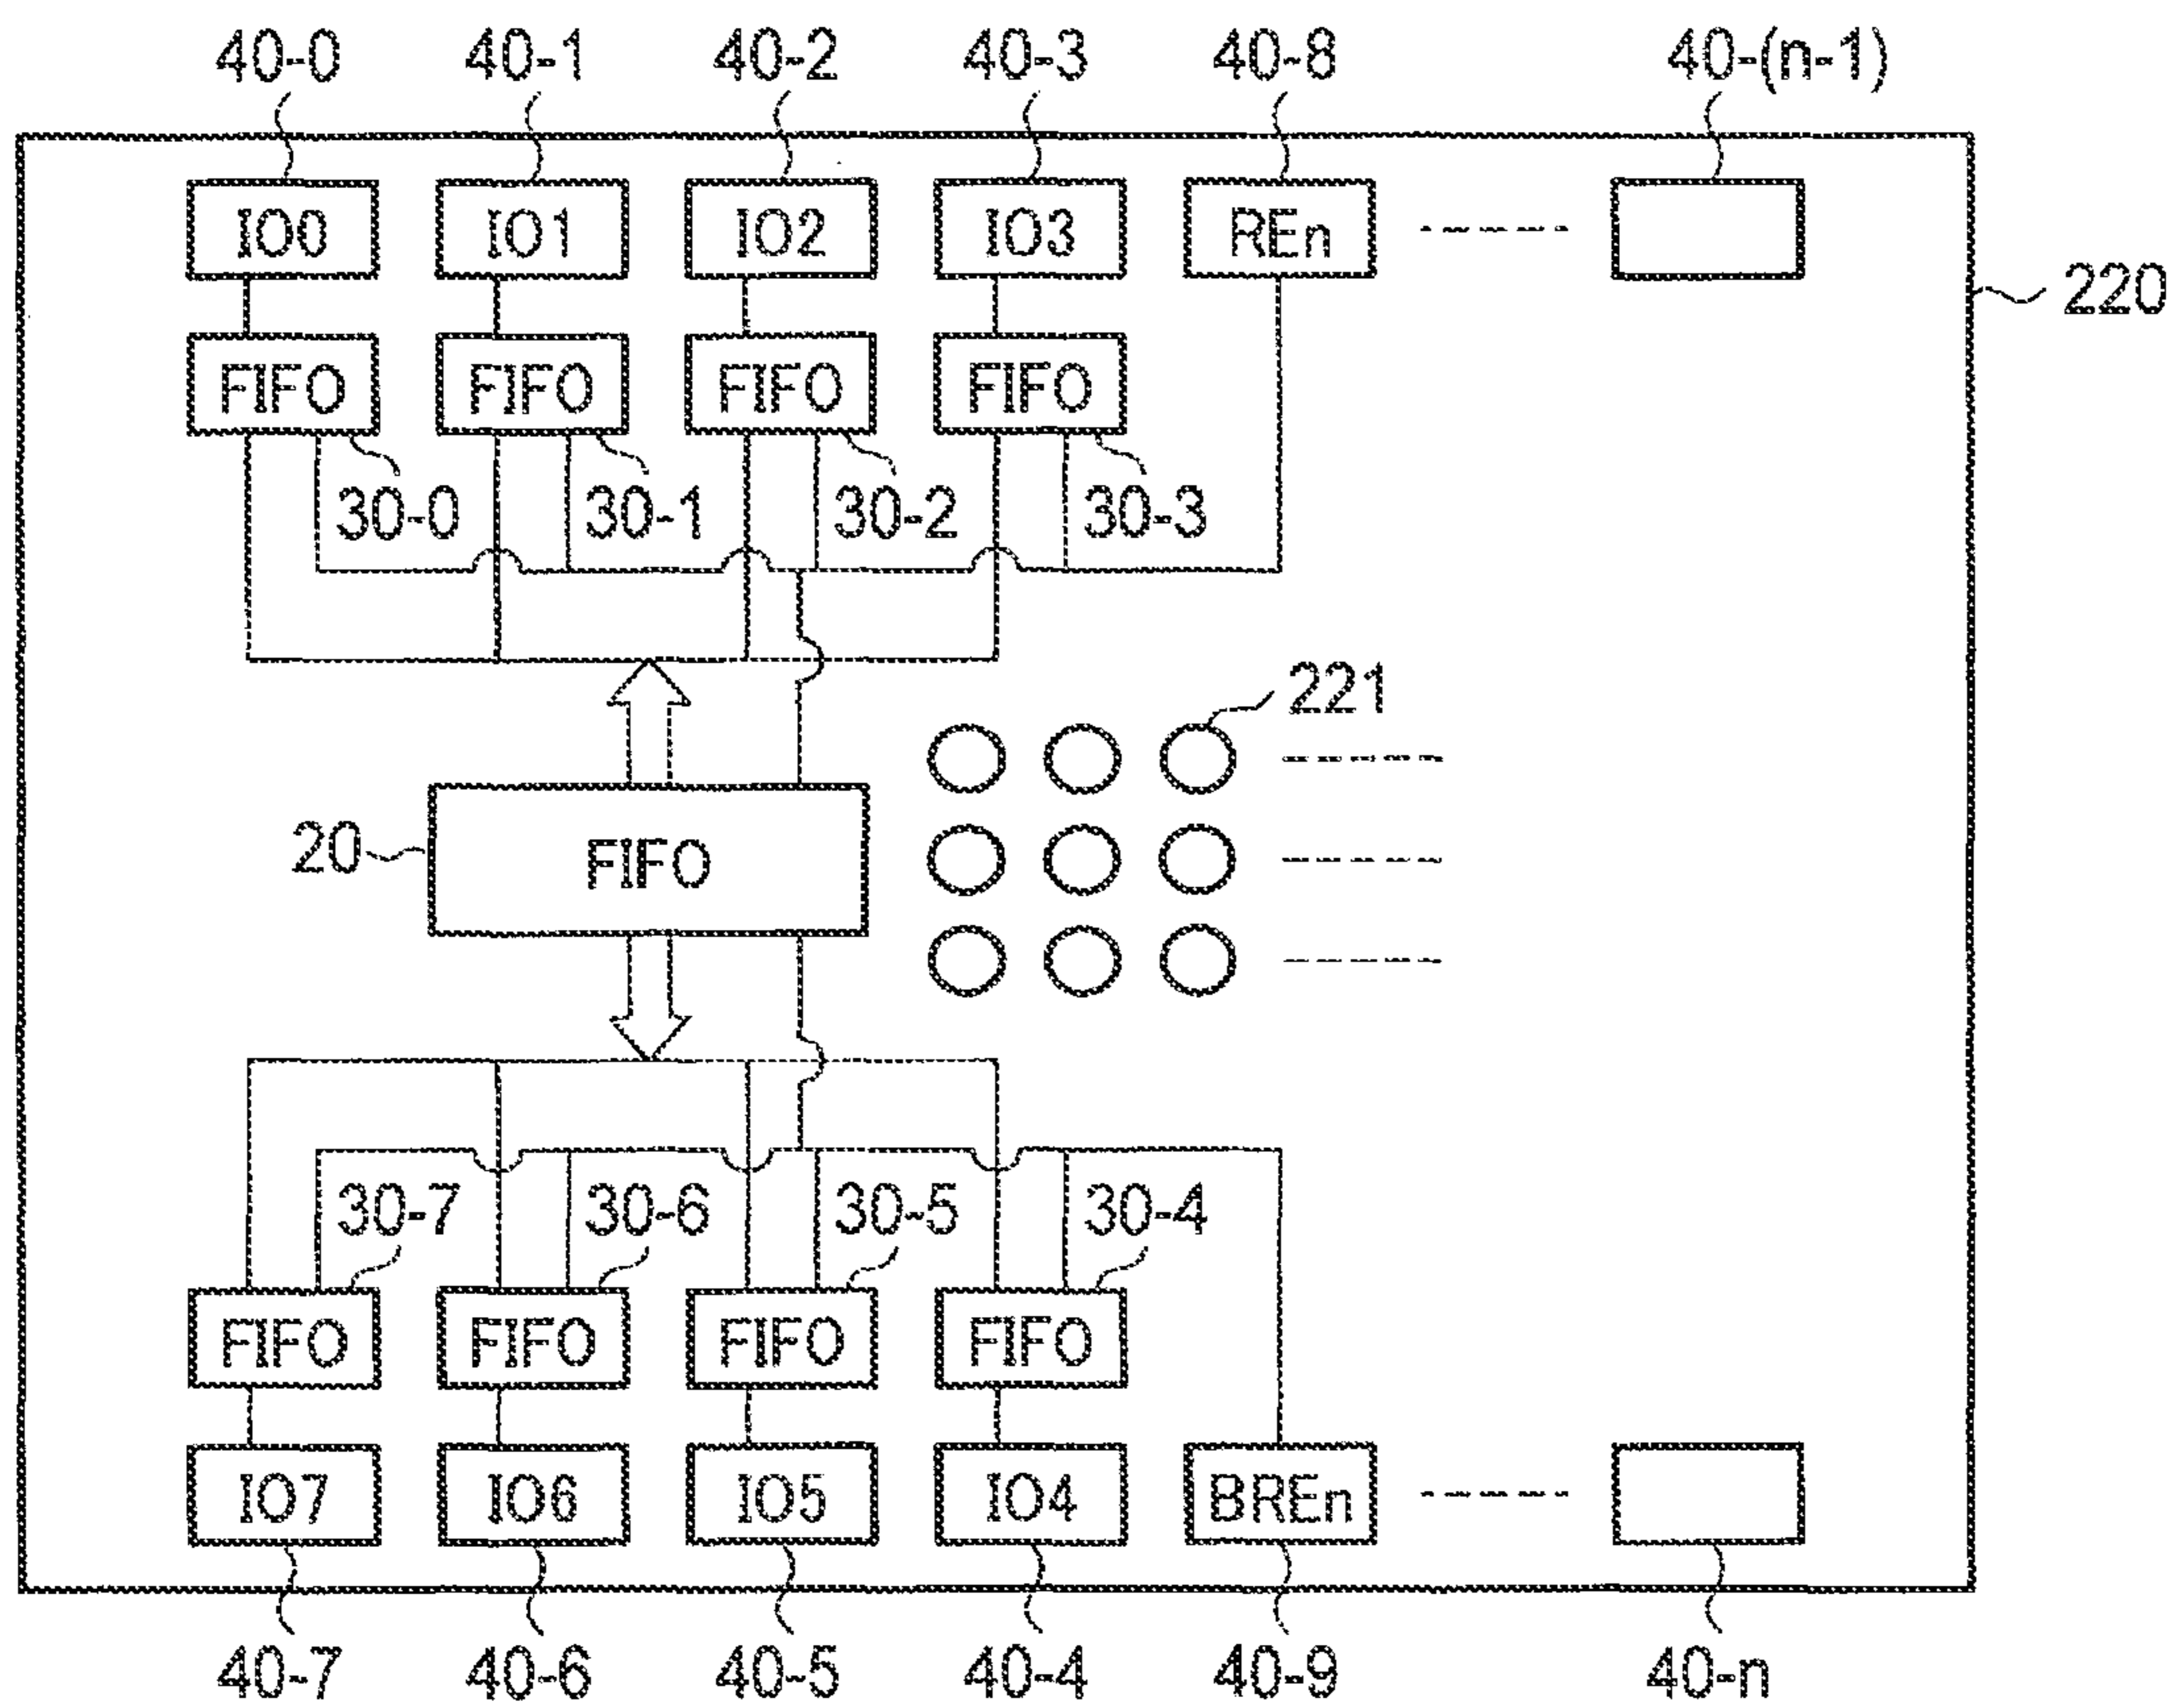 40-0 40-1 40-2 40-3 40-8 40-(n-1)
IO0 IO1 IO2 IO3 REn
220
FIFO FIFO FIFO FIFO
30-0 30-1 30-2 30-3
221
20 FIFO
30-7 30-6 30-5 30-4
FIFO FIFO FIFO FIFO
IO7 IO6 IO5 IO4 BREn
40-7 40-6 40-5 40-4 40-9 40-n